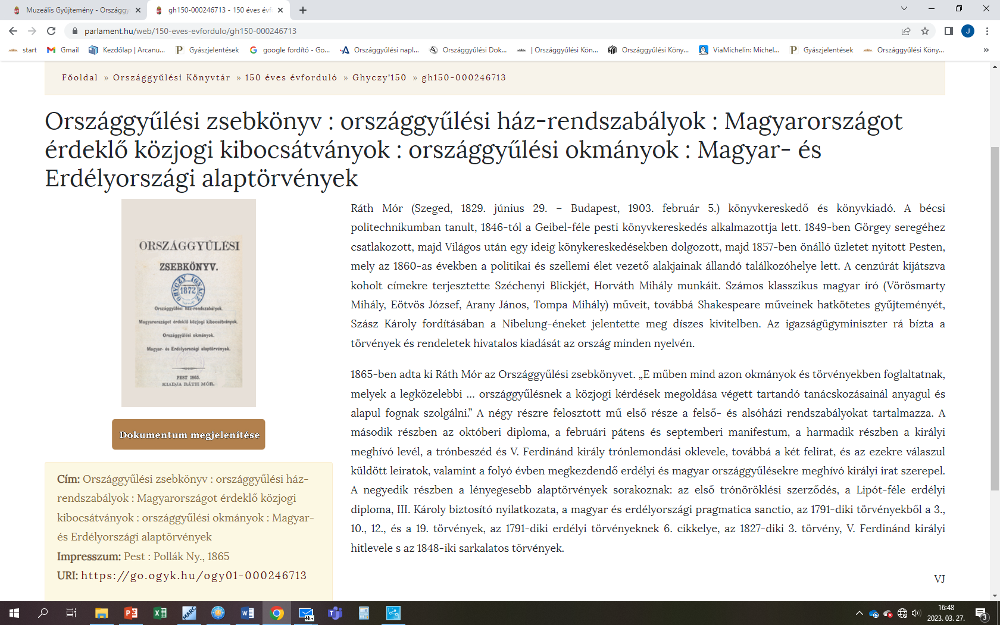 Muzeális Gyűjtemény - Országgy
gh150-000246713 - 150 éves évf
parlament.hu/web/150-eves-evfordulo/gh150-000246713
J
start
Gmail
Kezdőlap | Arcanu...
Gyászjelentések
google fordító - Go...
Országgyűlési napl...
Országgyűlési Dok...
| Országgyűlési Kön...
Országgyűlési Köny...
ViaMichelin: Michel...
Gyászjelentések
Országgyűlési Köny...
»
Főoldal » Országgyűlési Könyvtár » 150 éves évforduló » Ghyczy’150 » gh150-000246713
Országgyűlési zsebkönyv : országgyűlési ház-rendszabályok : Magyarországot
érdeklő közjogi kibocsátványok : országgyűlési okmányok : Magyar- és
Erdélyországi alaptörvények
ORSZÁGGYÜLÉSI
ZSEBKÖNYV.
GHYCZY IGNÁCZ
1872
Országgyülési ház-rendszabályok.
Magyarországot érdeklő közjogi kibocsátványok.
Országgyülési okmányok.
Magyar- és Erdélyországi alaptörvények.
PEST 1865.
KIADJA RÁTH MÓR.
Dokumentum megjelenítése
Cím: Országgyűlési zsebkönyv : országgyűlési ház-
rendszabályok : Magyarországot érdeklő közjogi
kibocsátványok : országgyűlési okmányok : Magyar-
és Erdélyországi alaptörvények
Impresszum: Pest : Pollák Ny., 1865
URI: https://go.ogyk.hu/ogy01-000246713
Ráth Mór (Szeged, 1829. június 29. – Budapest, 1903. február 5.) könyvkereskedő és könyvkiadó. A bécsi
politechnikumban tanult, 1846-tól a Geibel-féle pesti könyvkereskedés alkalmazottja lett. 1849-ben Görgey seregéhez
csatlakozott, majd Világos után egy ideig könykereskedésekben dolgozott, majd 1857-ben önálló üzletet nyitott Pesten,
mely az 1860-as években a politikai és szellemi élet vezető alakjainak állandó találkozóhelye lett. A cenzúrát kijátszva
koholt címekre terjesztette Széchenyi Blickjét, Horváth Mihály munkáit. Számos klasszikus magyar író (Vörösmarty
Mihály, Eötvös József, Arany János, Tompa Mihály) műveit, továbbá Shakespeare műveinek hatkötetes gyűjteményét,
Szász Károly fordításában a Nibelung-éneket jelentette meg díszes kivitelben. Az igazságügyminiszter rá bízta a
törvények és rendeletek hivatalos kiadását az ország minden nyelvén.
1865-ben adta ki Ráth Mór az Országgyűlési zsebkönyvet. „E műben mind azon okmányok és törvényekben foglaltatnak,
melyek a legközelebbi ... országgyűlésnek a közjogi kérdések megoldása végett tartandó tanácskozásainál anyagul és
alapul fognak szolgálni.” A négy részre felosztott mű első része a felső- és alsóházi rendszabályokat tartalmazza. A
második részben az októberi diploma, a februári pátens és septemberi manifestum, a harmadik részben a királyi
meghívó levél, a trónbeszéd és V. Ferdinánd király trónlemondási oklevele, továbbá a két felirat, és az ezekre válaszul
küldött leiratok, valamint a folyó évben megkezdendő erdélyi és magyar országgyűlésekre meghívó királyi irat szerepel.
A negyedik részben a lényegesebb alaptörvények sorakoznak: az első trónöröklési szerződés, a Lipót-féle erdélyi
diploma, III. Károly biztosító nyilatkozata, a magyar és erdélyországi pragmatica sanctio, az 1791-diki törvényekből a 3.,
10., 12., és a 19. törvények, az 1791-diki erdélyi törvényeknek 6. cikkelye, az 1827-diki 3. törvény, V. Ferdinánd királyi
hitlevele s az 1848-iki sarkalatos törvények.
VJ
MARC
4k+
16:48
2023. 03. 27.
3